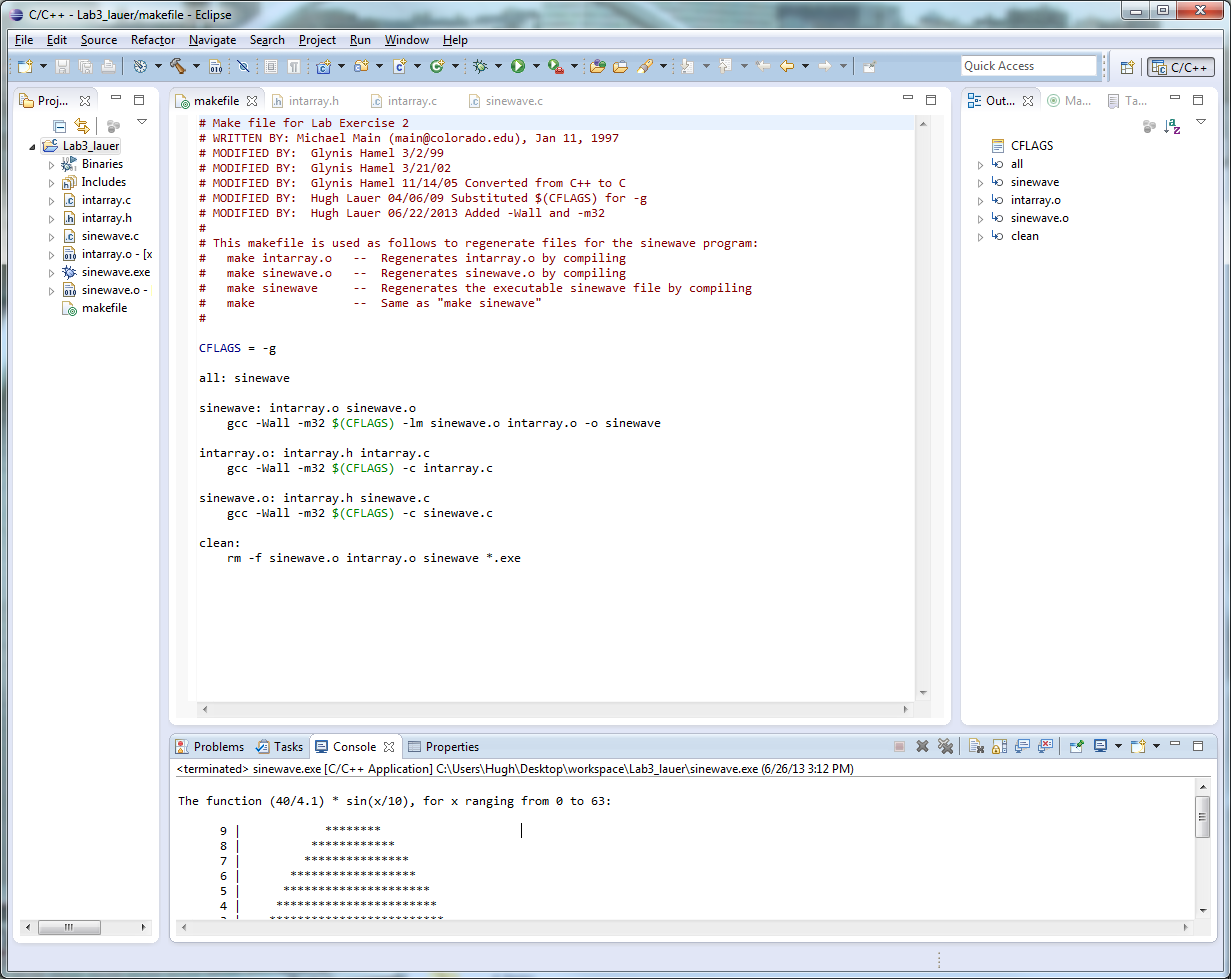 C/C++ - Lab3_lauer/makefile - Eclipse
File Edit Source Refactor Navigate Search Project Run Window Help
Quick Access
C/C++
Proj...
Lab3_lauer
Binaries
Includes
intarray.c
intarray.h
sinewave.c
intarray.o - [x
sinewave.exe
sinewave.o -
makefile
makefile intarray.h intarray.c sinewave.c
# Make file for Lab Exercise 2
# WRITTEN BY: Michael Main (main@colorado.edu), Jan 11, 1997
# MODIFIED BY:  Glynis Hamel 3/2/99
# MODIFIED BY:  Glynis Hamel 3/21/02
# MODIFIED BY:  Glynis Hamel 11/14/05 Converted from C++ to C
# MODIFIED BY:  Hugh Lauer 04/06/09 Substituted $(CFLAGS) for -g
# MODIFIED BY:  Hugh Lauer 06/22/2013 Added -Wall and -m32
#
# This makefile is used as follows to regenerate files for the sinewave program:
#   make intarray.o   --  Regenerates intarray.o by compiling
#   make sinewave.o   --  Regenerates sinewave.o by compiling
#   make sinewave     --  Regenerates the executable sinewave file by compiling
#   make              --  Same as "make sinewave"
#
CFLAGS = -g
all: sinewave
sinewave: intarray.o sinewave.o
    gcc -Wall -m32 $(CFLAGS) -lm sinewave.o intarray.o -o sinewave
intarray.o: intarray.h intarray.c
    gcc -Wall -m32 $(CFLAGS) -c intarray.c
sinewave.o: intarray.h sinewave.c
    gcc -Wall -m32 $(CFLAGS) -c sinewave.c
clean:
    rm -f sinewave.o intarray.o sinewave *.exe
Out... Ma... Ta...
CFLAGS
all
sinewave
intarray.o
sinewave.o
clean
Problems Tasks Console Properties
<terminated> sinewave.exe [C/C++ Application] C:\Users\Hugh\Desktop\workspace\Lab3_lauer\sinewave.exe (6/26/13 3:12 PM)
The function (40/4.1) * sin(x/10), for x ranging from 0 to 63:
9 |            ********
8 |          ************
7 |         ***************
6 |       ******************
5 |      *********************
4 |     ***********************